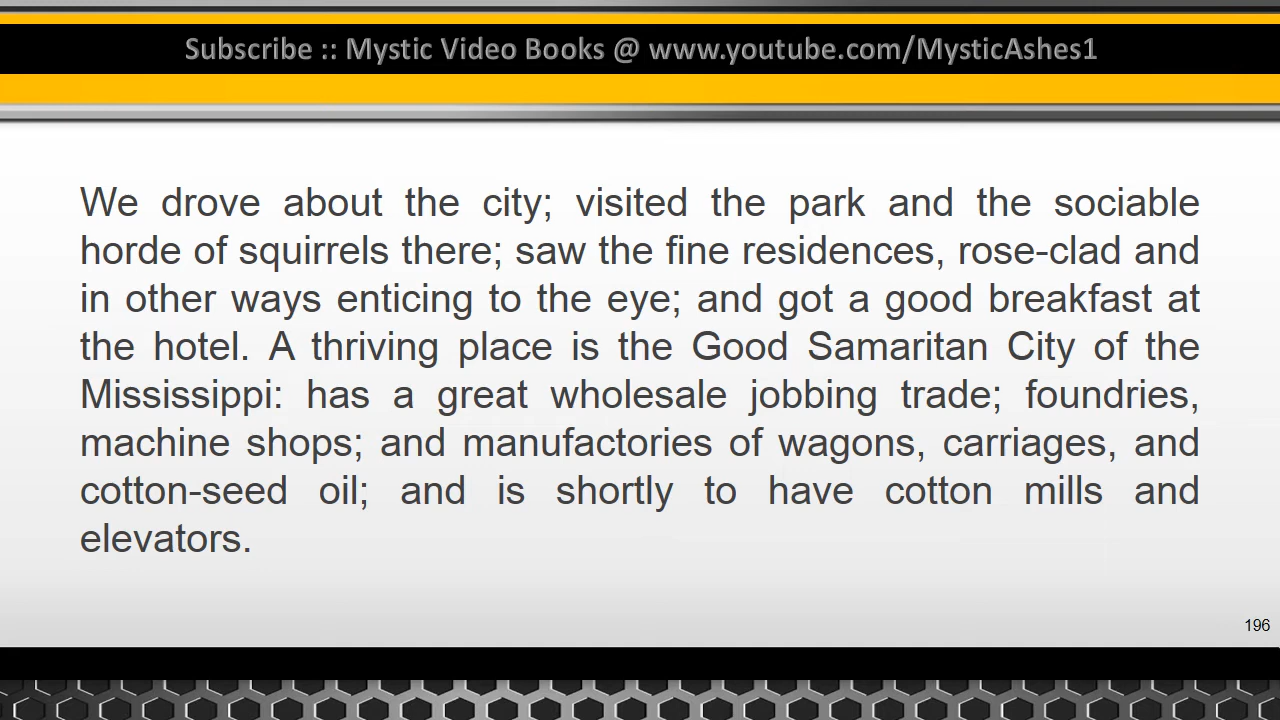 Subscribe :: Mystic Video Books @ www.youtube.com/MysticAshes1
We drove about the city; visited the park and the sociable
horde of squirrels there; saw the fine residences, rose-clad and
in other ways enticing to the eye; and got a good breakfast at
the hotel. A thriving place is the Good Samaritan City of the
Mississippi: has a great wholesale jobbing trade; foundries,
machine shops; and manufactories of wagons, carriages, and
cotton-seed oil; and is shortly to have cotton mills and
elevators.
196